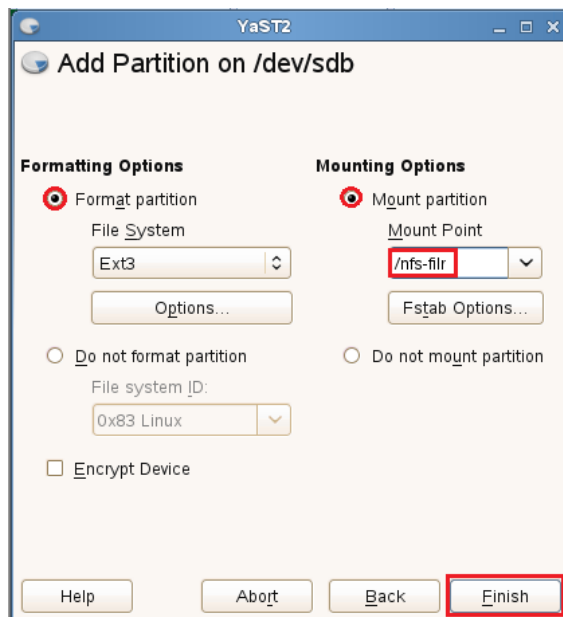 YaST2
Add Partition on /dev/sdb
Formatting Options
Format partition
File System
Ext3
Options...
Do not format partition
File system ID:
0x83 Linux
Encrypt Device
Mounting Options
Mount partition
Mount Point
/nfs-filr
Fstab Options...
Do not mount partition
Help
Abort
Back
Finish